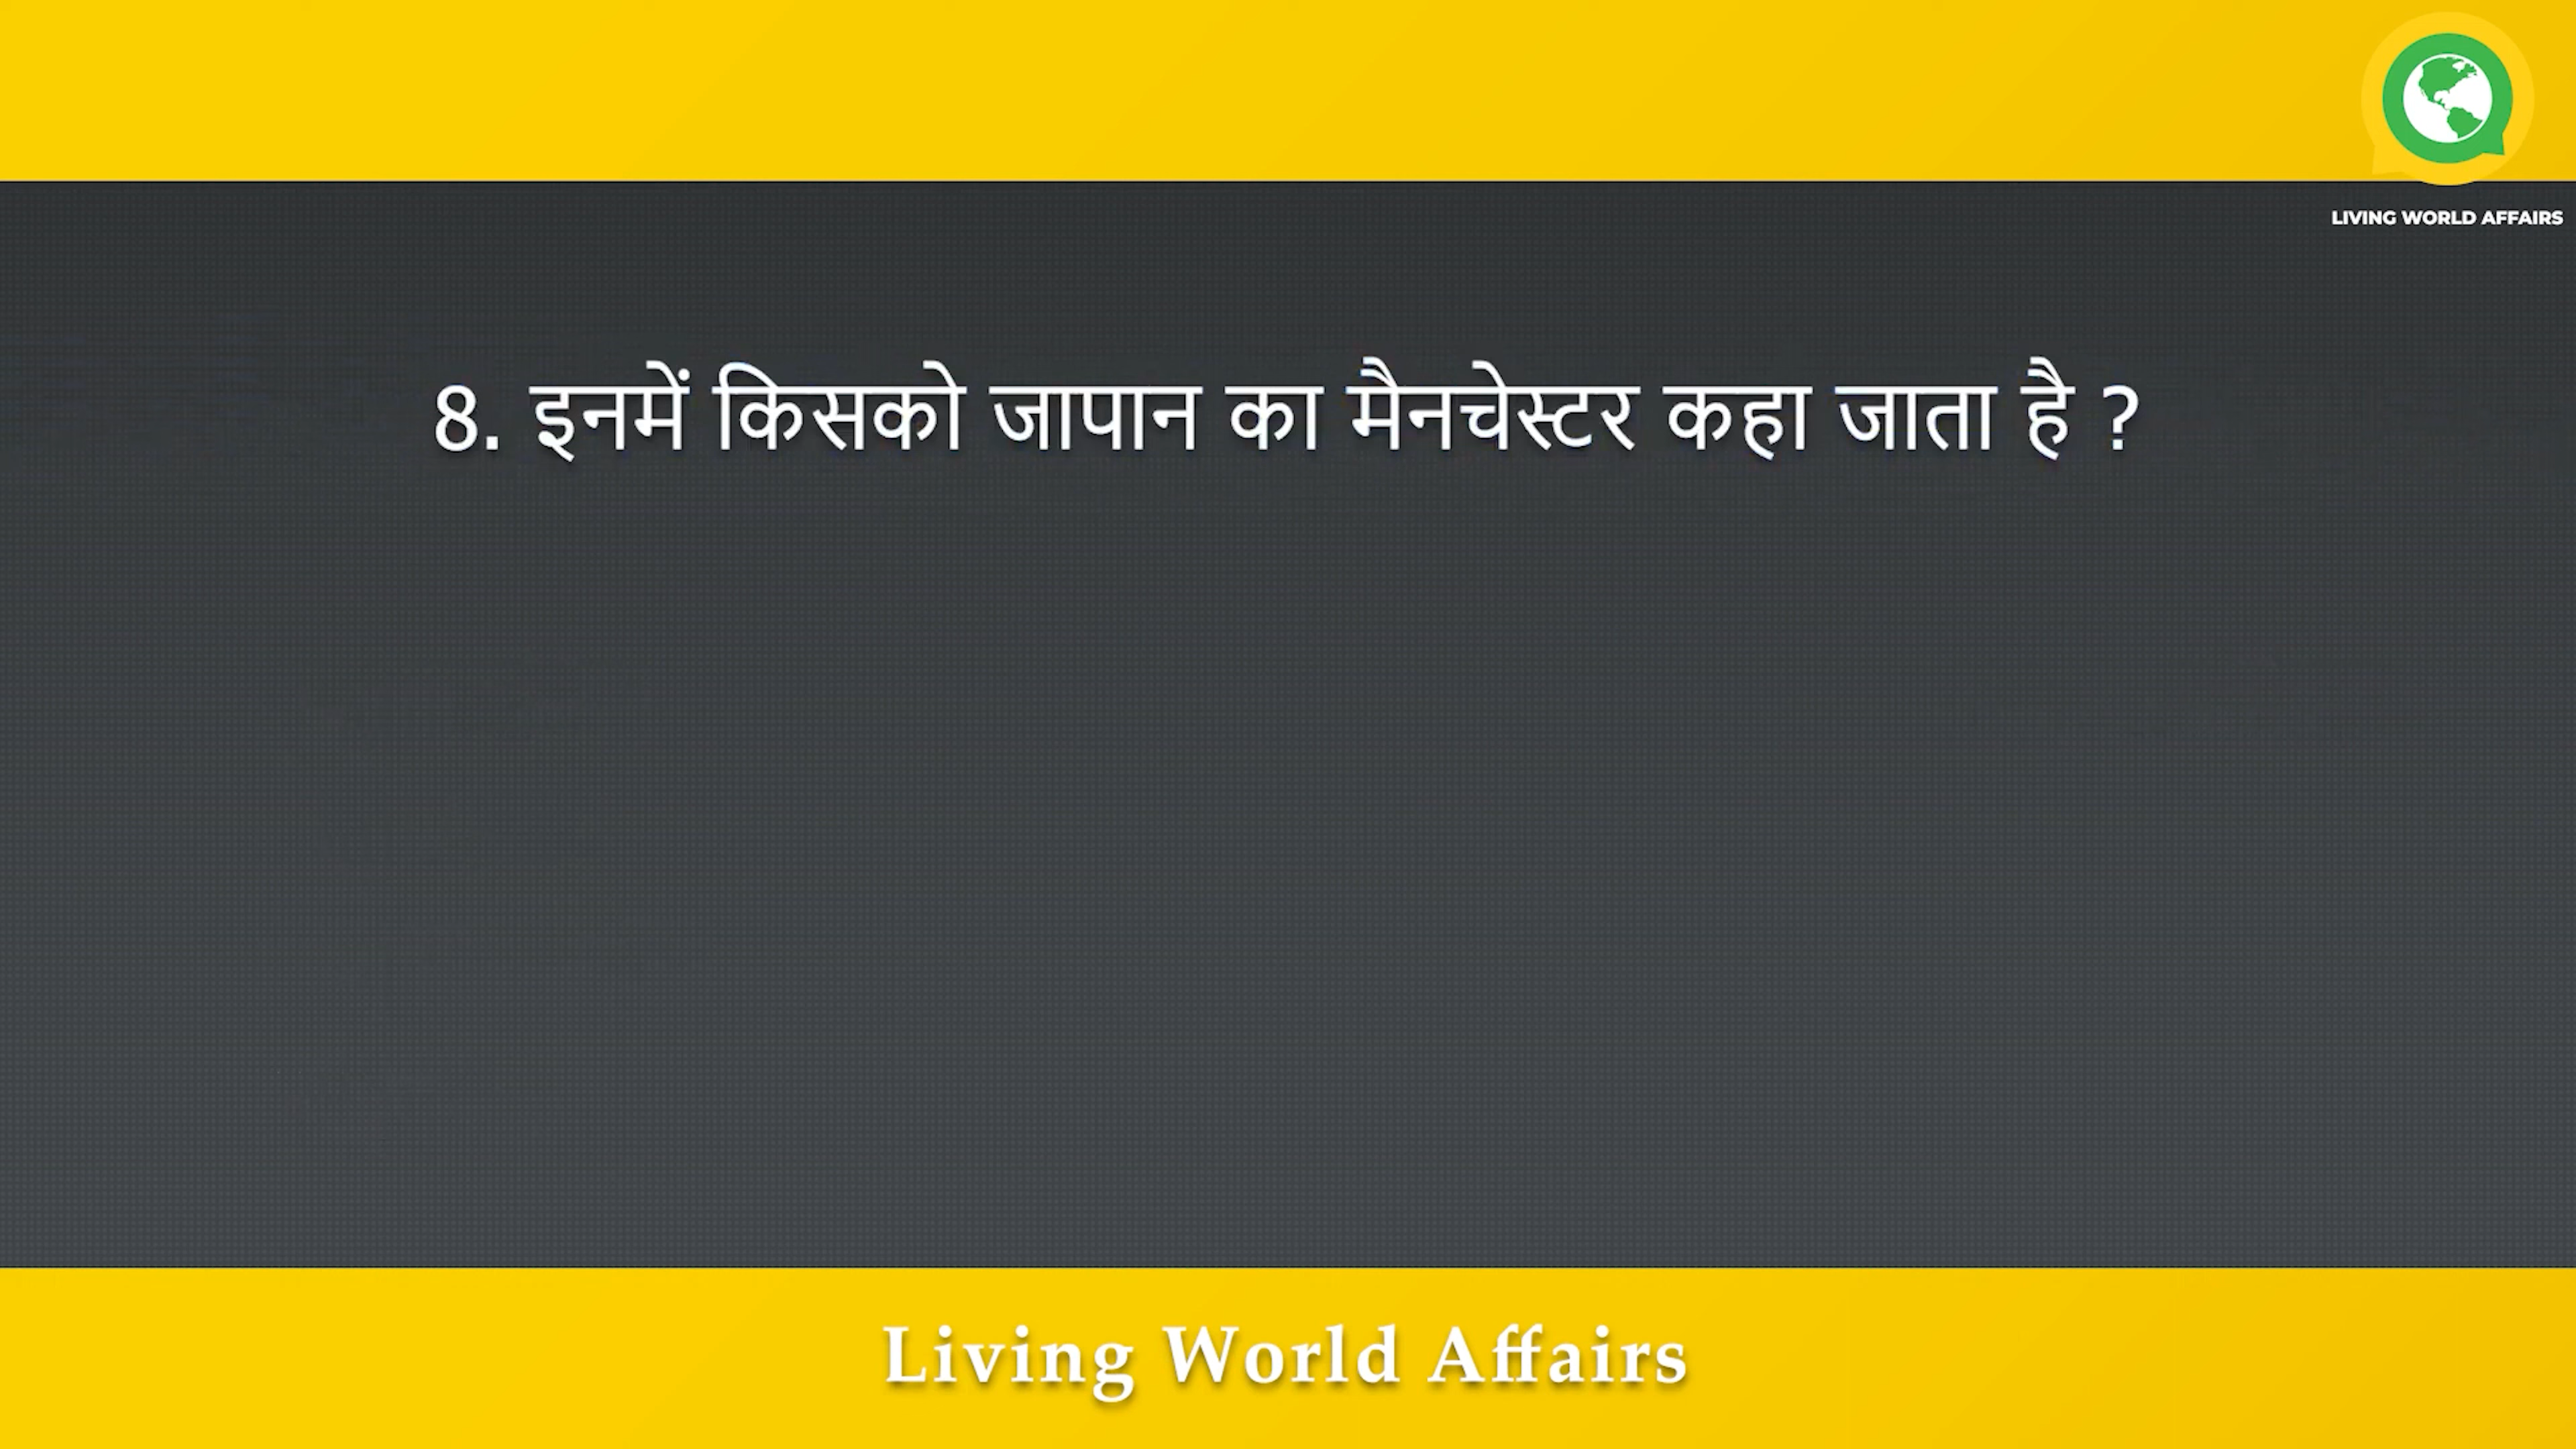 LIVING WORLD AFFAIRS
8. इनमें किसको जापान का मैनचेस्टर कहा जाता है ?
Living World Affairs